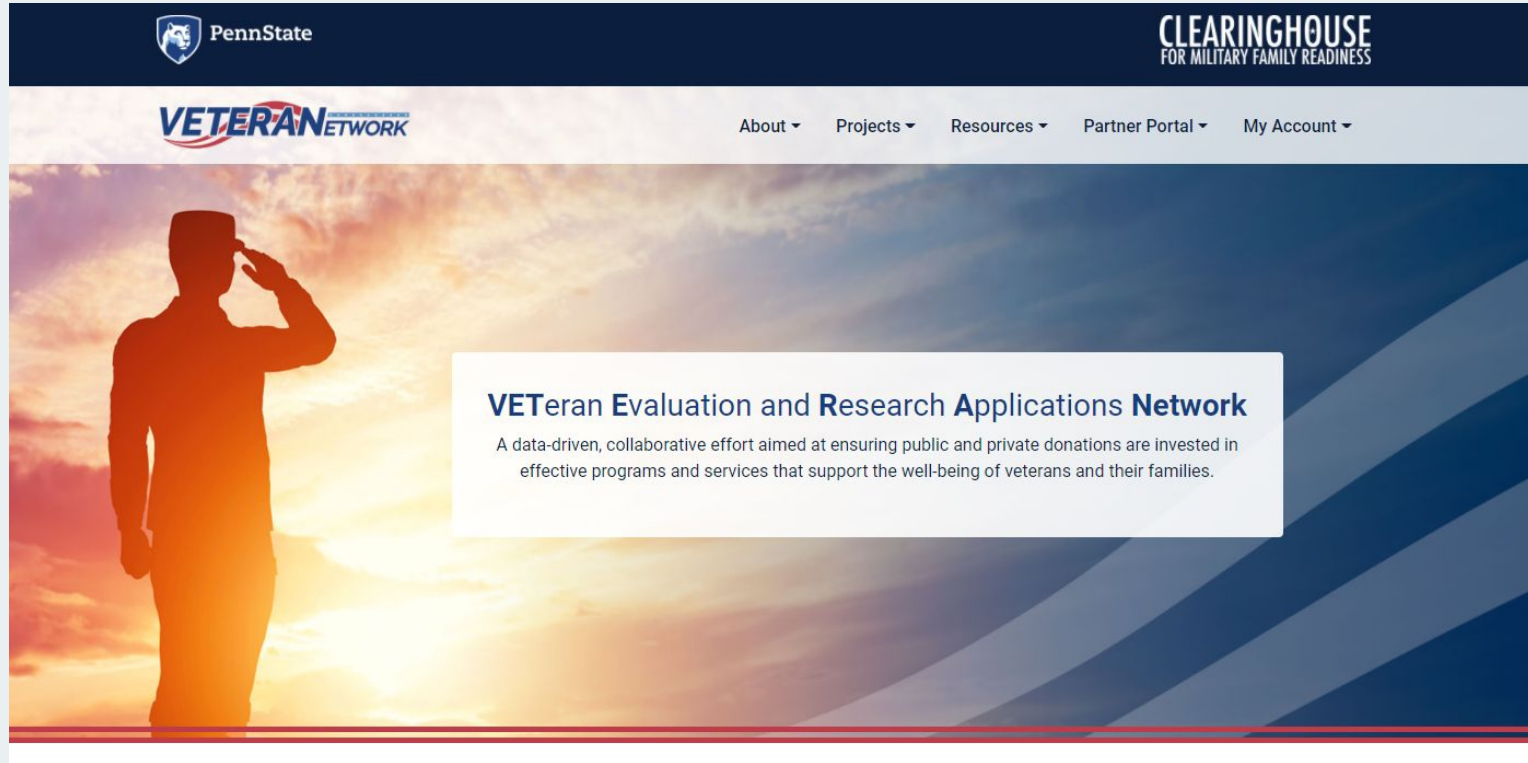 PennState
CLEARINGHOUSE
FOR MILITARY FAMILY READINESS
VETERANETWORK
About
Projects
Resources
Partner Portal
My Account
VETeran Evaluation and Research Applications Network
A data-driven, collaborative effort aimed at ensuring public and private donations are invested in
effective programs and services that support the well-being of veterans and their families.